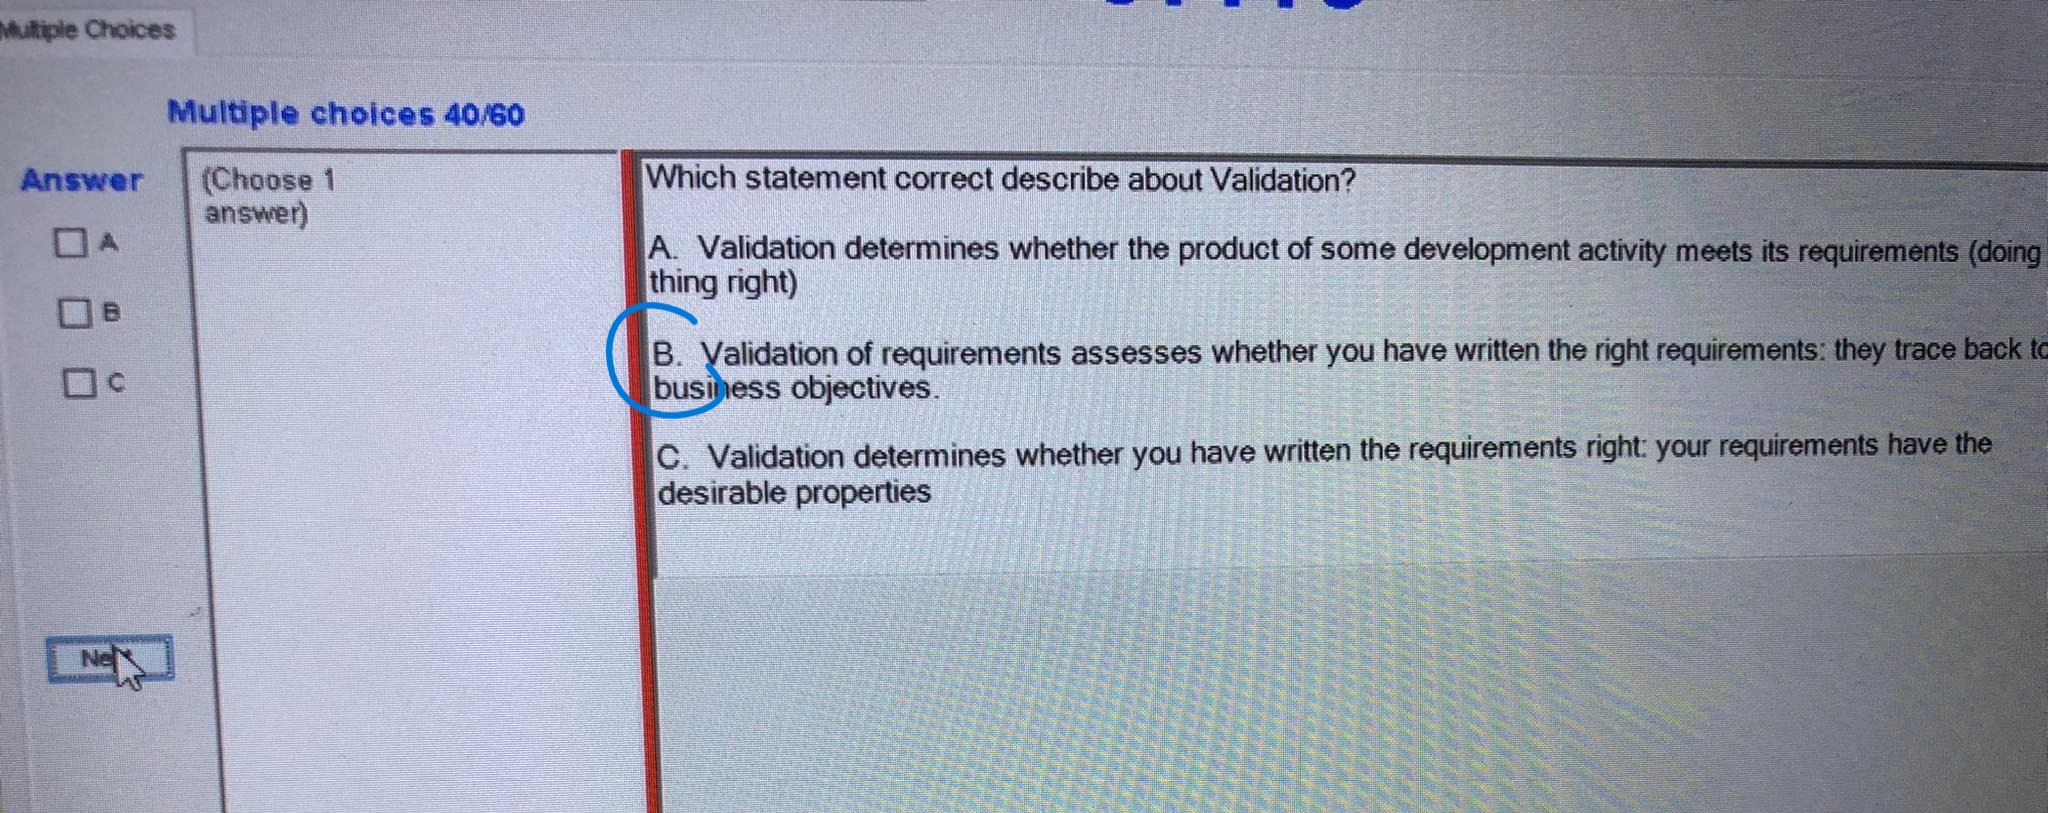 Multiple Choices
Multiple choices 40/60
Answer
A
B
C
(Choose 1
answer)
Which statement correct describe about Validation?
A. Validation determines whether the product of some development activity meets its requirements (doing
thing right)
B. Validation of requirements assesses whether you have written the right requirements: they trace back to
business objectives.
C. Validation determines whether you have written the requirements right: your requirements have the
desirable properties